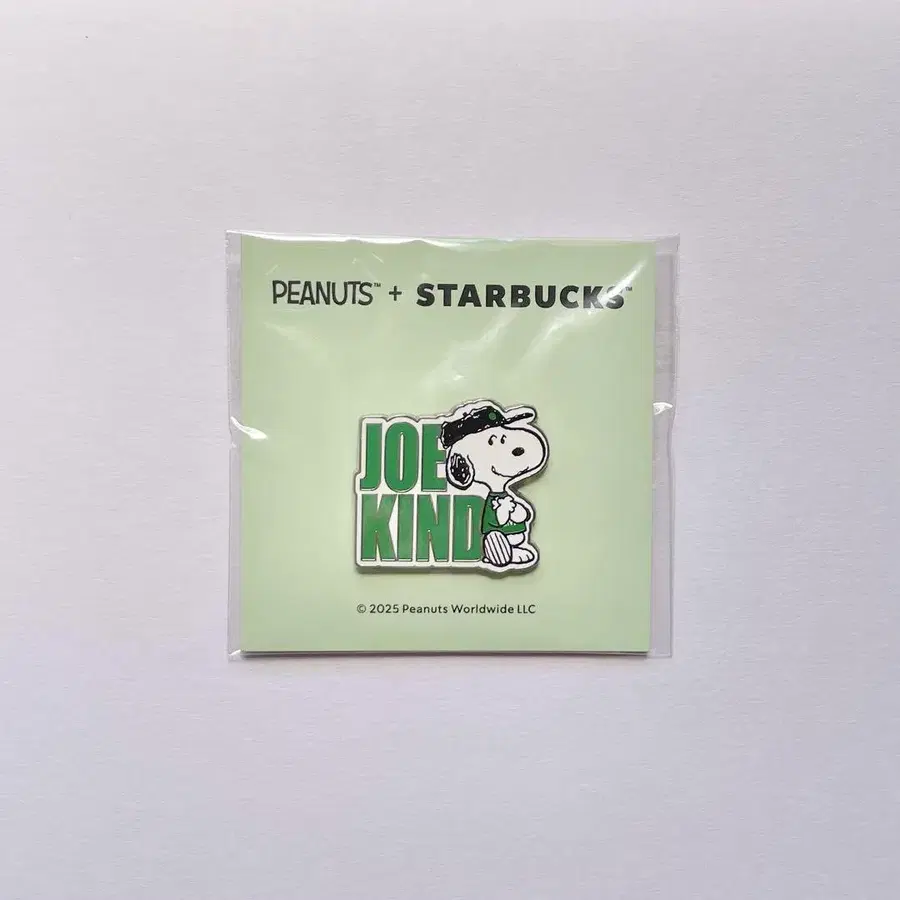 PEANUTS™ + STARBUCKS™
JOE
KIND
© 2025 Peanuts Worldwide LLC